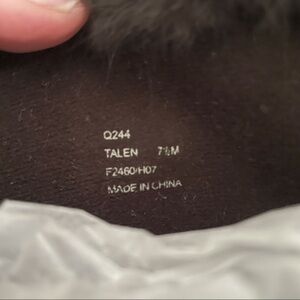 Q244
TALEN 7½M
F2460/H07
MADE IN CHINA